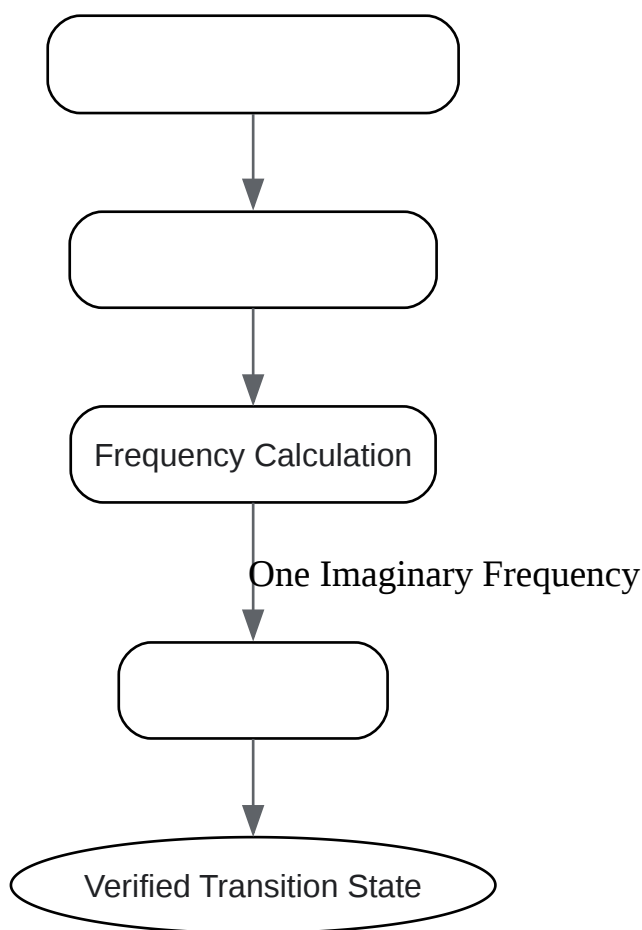 Frequency Calculation
One Imaginary Frequency
Verified Transition State